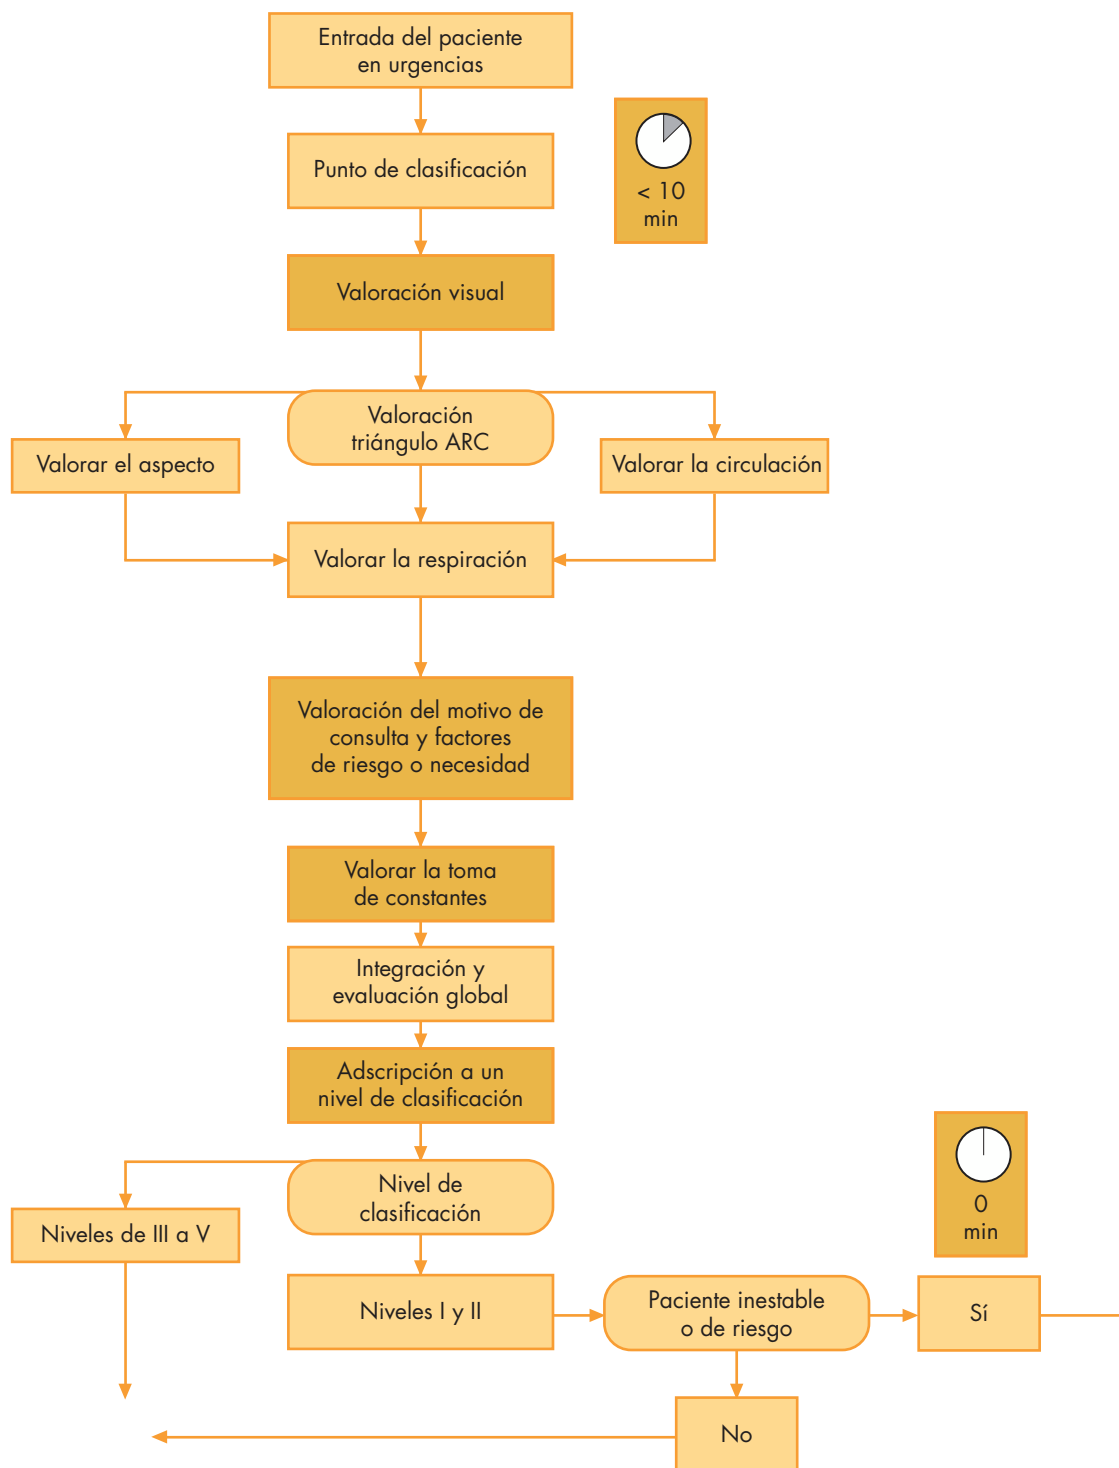 Entrada del paciente
en urgencias
Punto de clasificación
< 10
min
Valoración visual
Valoración
triángulo ARC
Valorar el aspecto
Valorar la circulación
Valorar la respiración
Valoración del motivo de
consulta y factores
de riesgo o necesidad
Valorar la toma
de constantes
Integración y
evaluación global
Adscripción a un
nivel de clasificación
Nivel de
clasificación
0
min
Niveles de III a V
Niveles I y II
Paciente inestable
o de riesgo
Sí
No